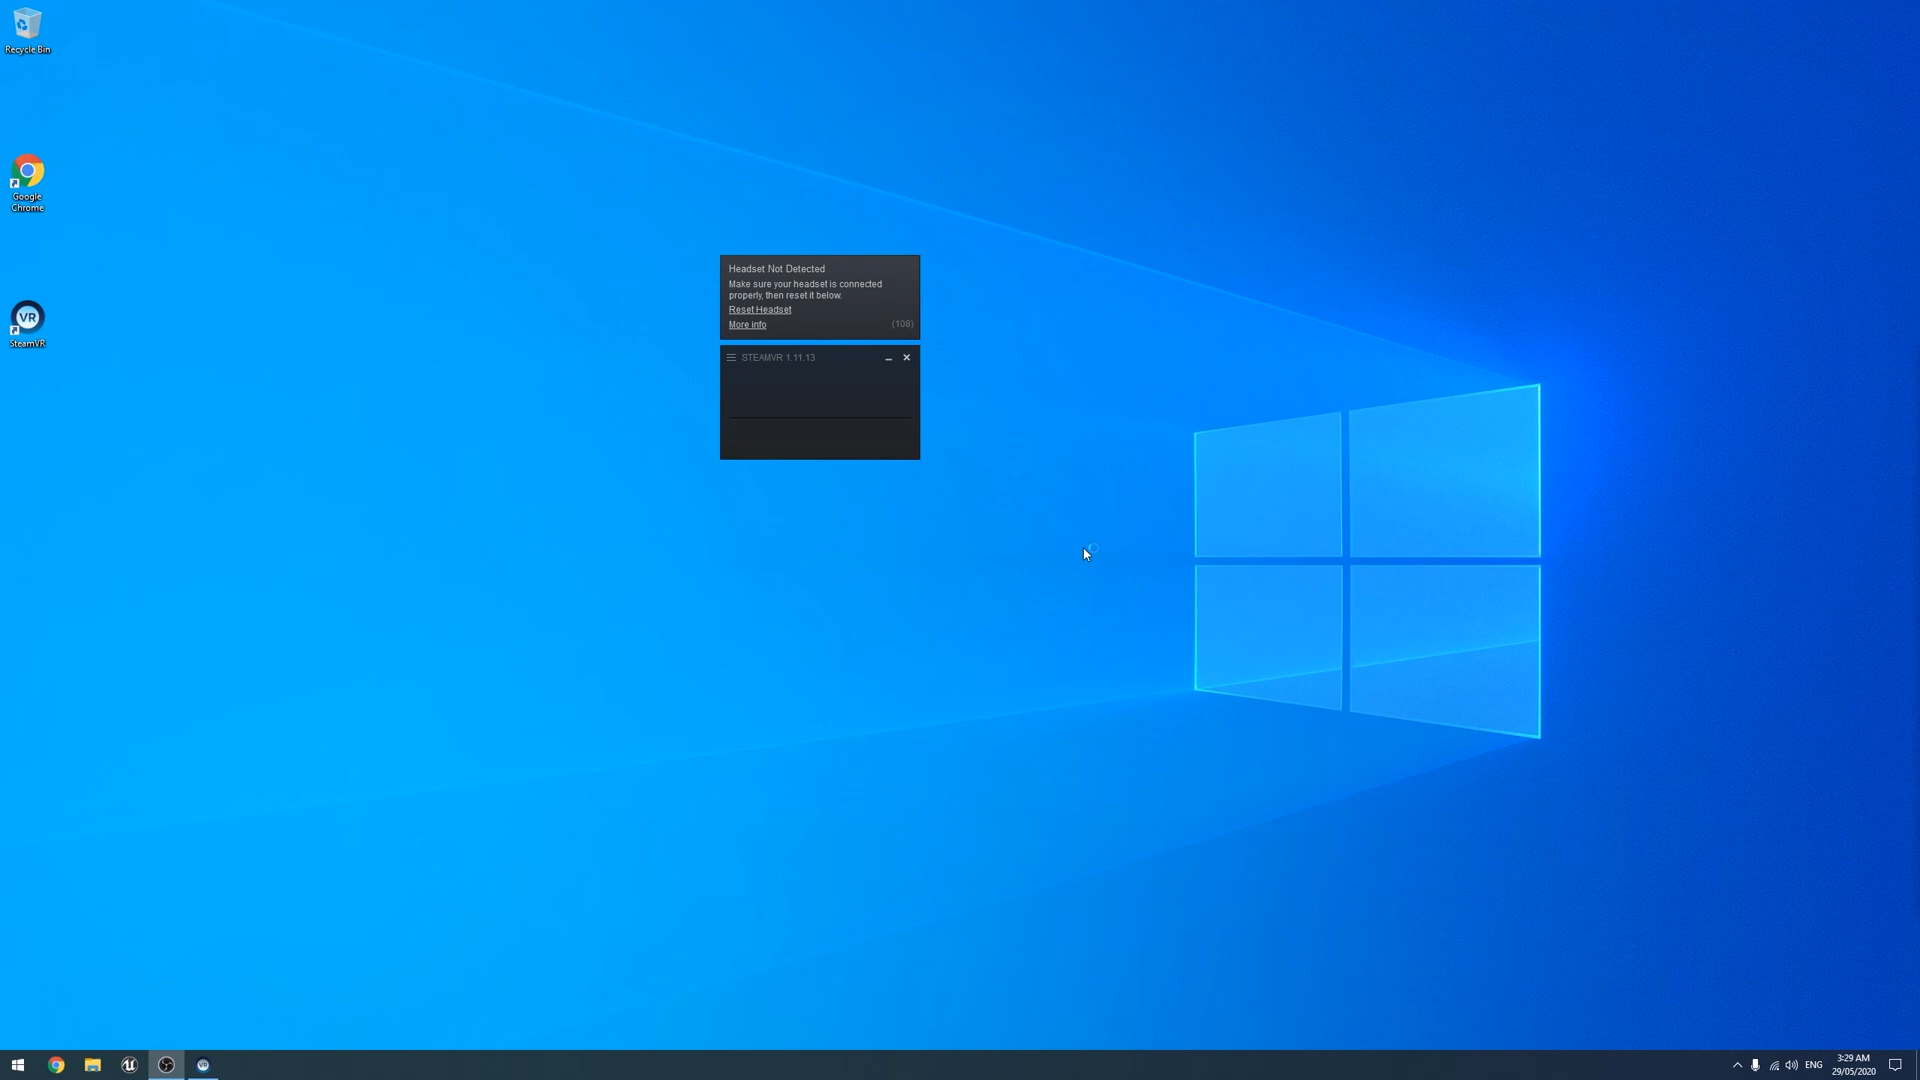 Recycle Bin
Google
Chrome
VR
SteamVR
Headset Not Detected
Make sure your headset is connected
properly, then reset it below.
Reset Headset
More info
(108)
STEAMVR 1.11.13
VR
ENG
3:29 AM
29/05/2020